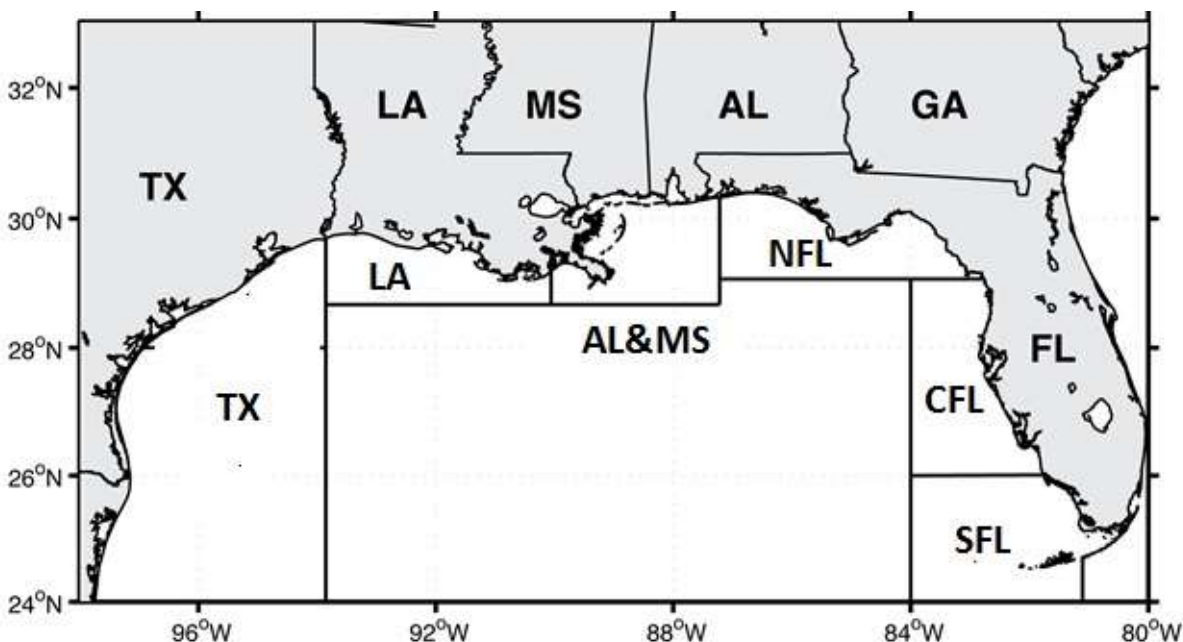 32°N
LA
MS
AL
GA
TX
30°N
LA
NFL
28°N
AL&MS
FL
TX
CFL
26°N
SFL
24°N
96°W
92°W
88°W
84°W
80°W